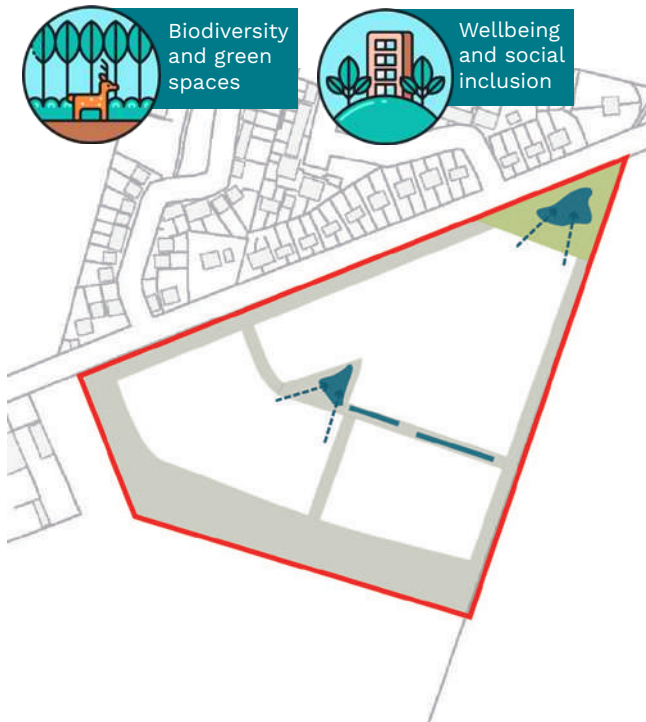 Biodiversity
and green
spaces
Wellbeing
and social
inclusion